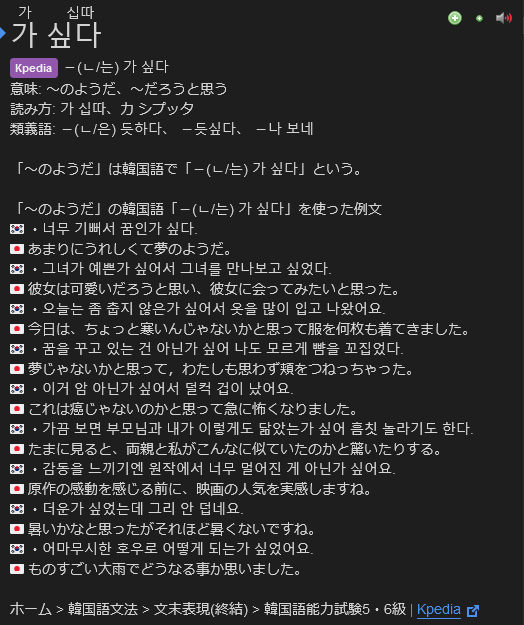 가 십따
가 싶다
Kpedia －(ㄴ/는) 가 싶다
意味: ～のようだ、～だろうと思う
読み方: 가 십따、カ シプッタ
類義語: －(ㄴ/은) 듯하다、 －듯싶다、 －나 보네
「～のようだ」は韓国語で「－(ㄴ/는) 가 싶다」という。
「～のようだ」の韓国語「－(ㄴ/는) 가 싶다」を使った例文
・너무 기뻐서 꿈인가 싶다.
あまりにうれしくて夢のようだ。
・그녀가 예쁜가 싶어서 그녀를 만나보고 싶었다.
彼女は可愛いだろうと思い、彼女に会ってみたいと思った。
・오늘는 좀 춥지 않은가 싶어서 옷을 많이 입고 나왔어요.
今日は、ちょっと寒いんじゃないかと思って服を何枚も着てきました。
・꿈을 꾸고 있는 건 아닌가 싶어 나도 모르게 뺨을 꼬집었다.
夢じゃないかと思って，わたしも思わず頬をつねっちゃった。
・이거 암 아닌가 싶어서 덜컥 겁이 났어요.
これは癌じゃないのかと思って急に怖くなりました。
・가끔 보면 부모님과 내가 이렇게도 닮았는가 싶어 흠칫 놀라기도 한다.
たまに見ると、両親と私がこんなに似ていたのかと驚いたりする。
・감동을 느끼기엔 원작에서 너무 멀어진 게 아닌가 싶어요.
原作の感動を感じる前に、映画の人気を実感しますね。
・더운가 싶었는데 그리 안 덥네요.
暑いかなと思ったがそれほど暑くないですね。
・어마무시한 호우로 어떻게 되는가 싶었어요.
ものすごい大雨でどうなる事か思いました。
ホーム > 韓国語文法 > 文末表現(終結) > 韓国語能力試験5・6級 | Kpedia